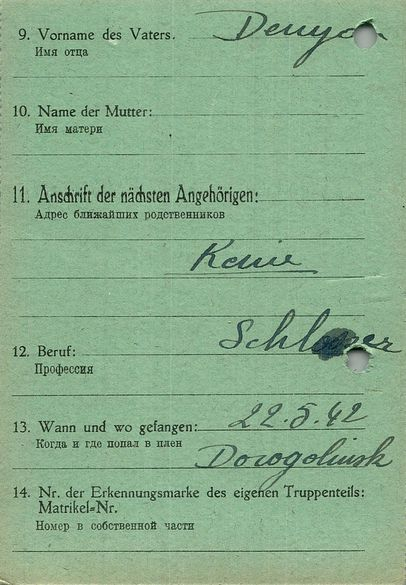 9. Vorname des Vaters.
Имя отца
10. Name der Mutter:
Имя матери
11. Anschrift der nächsten Angehörigen:
Адрес ближайших родственников
Keine
Schlosser
12. Beruf:
Профессия
22.5.42
13. Wann und wo gefangen:
Когда и где попал в плен
Dorogolinsk
14. Nr. der Erkennungsmarke des eigenen Truppenteils:
Matrikel=Nr.
Номер в собственной части